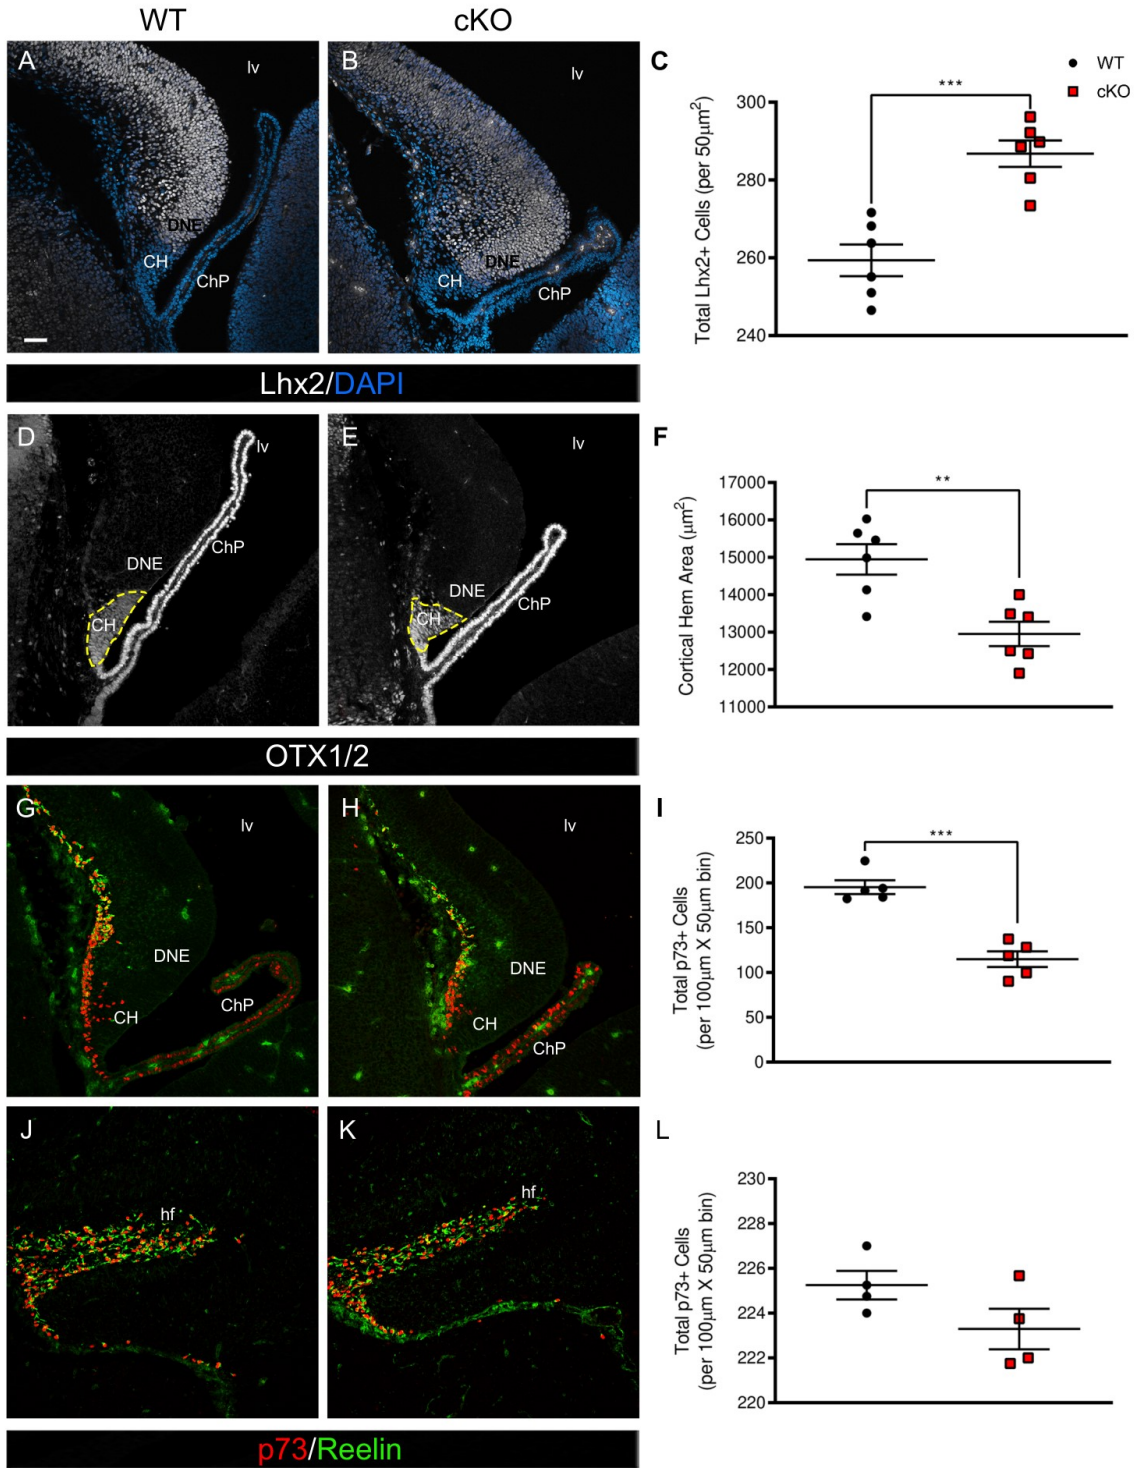 WT
cKO
A
lv
DNE
CH
ChP
B
lv
DNE
CH
ChP
C
WT
cKO
***
Total Lhx2+ Cells (per 50μm²)
300
280
260
240
Lhx2/DAPI
D
lv
ChP
DNE
CH
E
lv
DNE
ChP
CH
F
**
Cortical Hem Area (μm²)
17000
16000
15000
14000
13000
12000
11000
OTX1/2
G
lv
DNE
ChP
CH
H
lv
DNE
CH
ChP
I
***
Total p73+ Cells
(per 100μm X 50μm bin)
250
200
150
100
50
0
J
hf
K
hf
L
Total p73+ Cells
(per 100μm X 50μm bin)
230
228
226
224
222
220
p73/Reelin